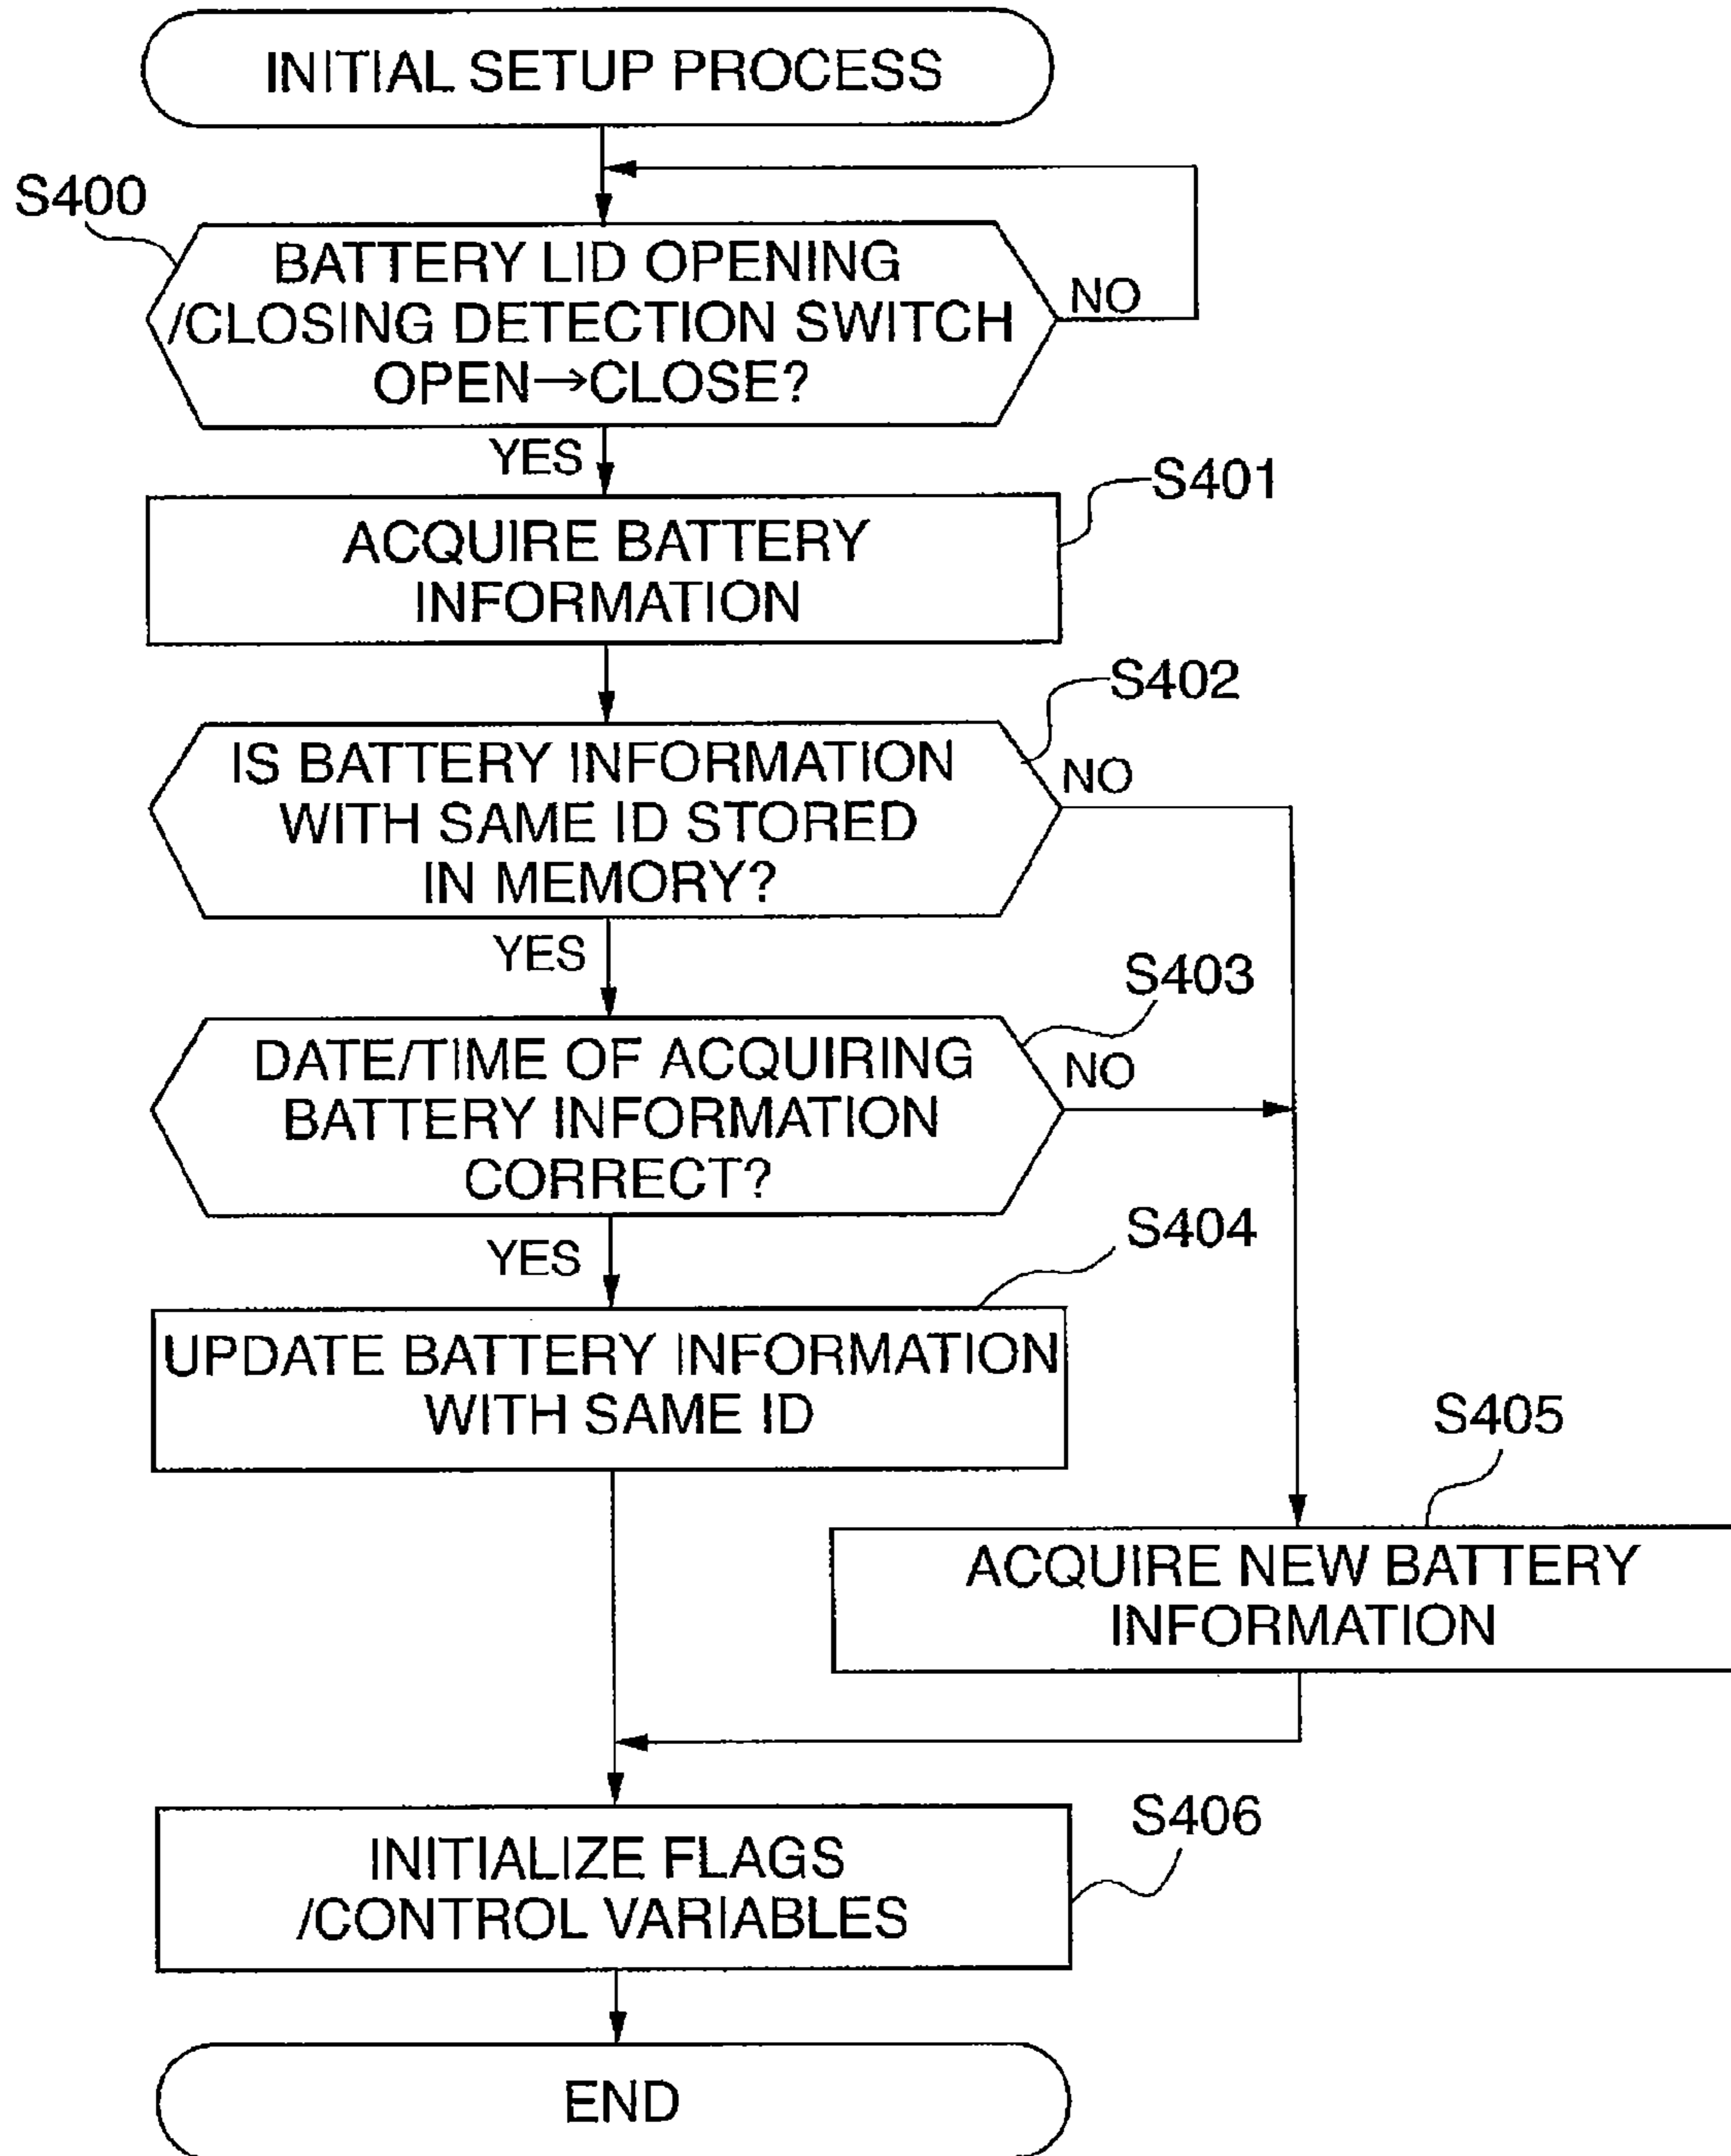 INITIAL SETUP PROCESS
S400
BATTERY LID OPENING
/CLOSING DETECTION SWITCH
OPEN→CLOSE?
NO
YES
S401
ACQUIRE BATTERY
INFORMATION
S402
IS BATTERY INFORMATION
WITH SAME ID STORED
IN MEMORY?
NO
YES
S403
DATE/TIME OF ACQUIRING
BATTERY INFORMATION
CORRECT?
NO
YES
S404
UPDATE BATTERY INFORMATION
WITH SAME ID
S405
ACQUIRE NEW BATTERY
INFORMATION
S406
INITIALIZE FLAGS
/CONTROL VARIABLES
END